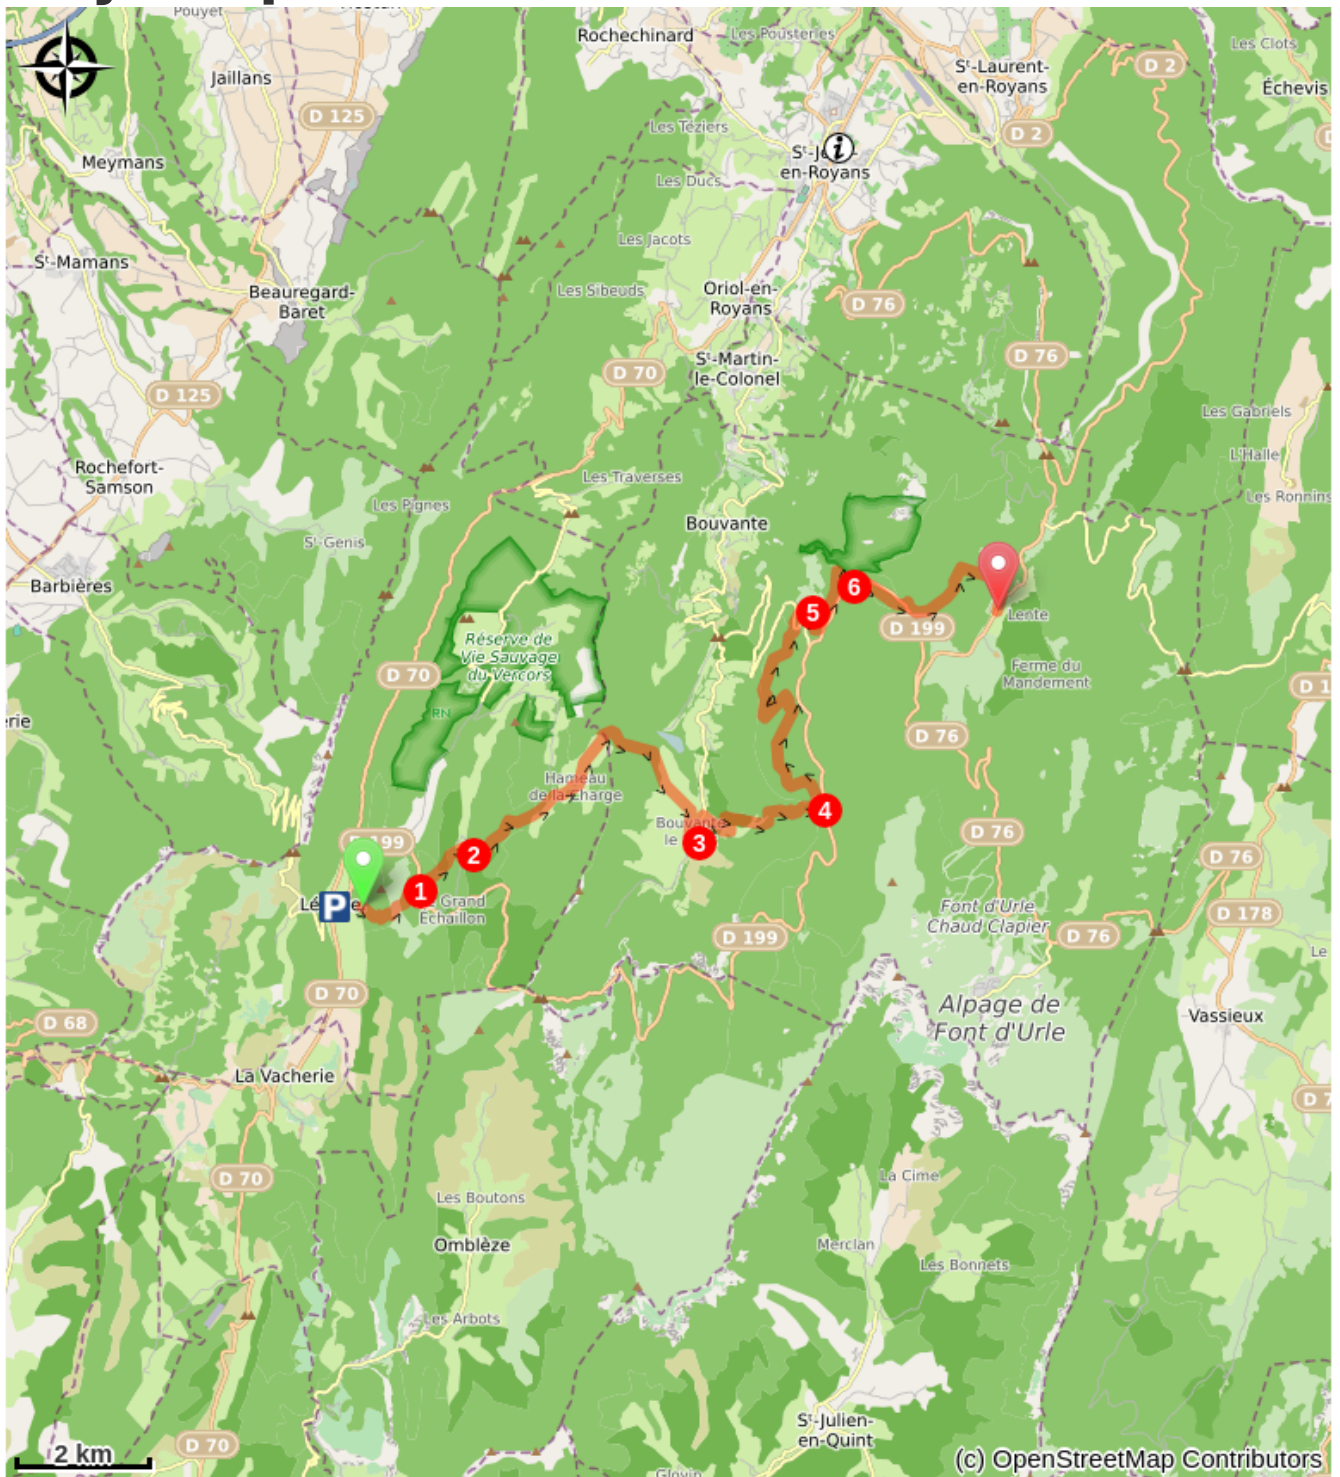 Pouyet
Rochechinard
Les Pousteries
Les Clots
Jaillans
Sᵗ-Laurent-
en-Royans
D 2
Échevis
D 125
Les Téziers
D 2
Meymans
en-Royans
Les Ducs
Les Jacots
Sᵗ-Mamans
Les Sibeuds
Beauregard-
Baret
Oriol-en-
Royans
D 76
D 76
Sᵗ-Martin-
le-Colonel
D 70
D 125
Les Gabriels
L'Halle
Rochefort-
Samson
Les Traverses
Les Pignes
Les Ronnins
Bouvante
Sᵗ-Genis
Barbières
6
5
Lente
D 199
Réserve de
Vie Sauvage
du Vercors
D 70
Ferme du
Mandement
RN
D 76
Hameau
de la Charge
4
Bouvante
3
D 76
2
D 76
1
P
Grand
Echaillon
Font d'Urle
Chaud Clapier
D 178
D 199
D 76
D 70
Alpage de
Font d'Urle
Vassieux
D 68
La Vacherie
D 70
La Cime
Les Boutons
Omblèze
Merclan
Les Bonnets
Les Arbots
Sᵗ-Julien-
en-Quint
D 70
2 km
(c) OpenStreetMap Contributors